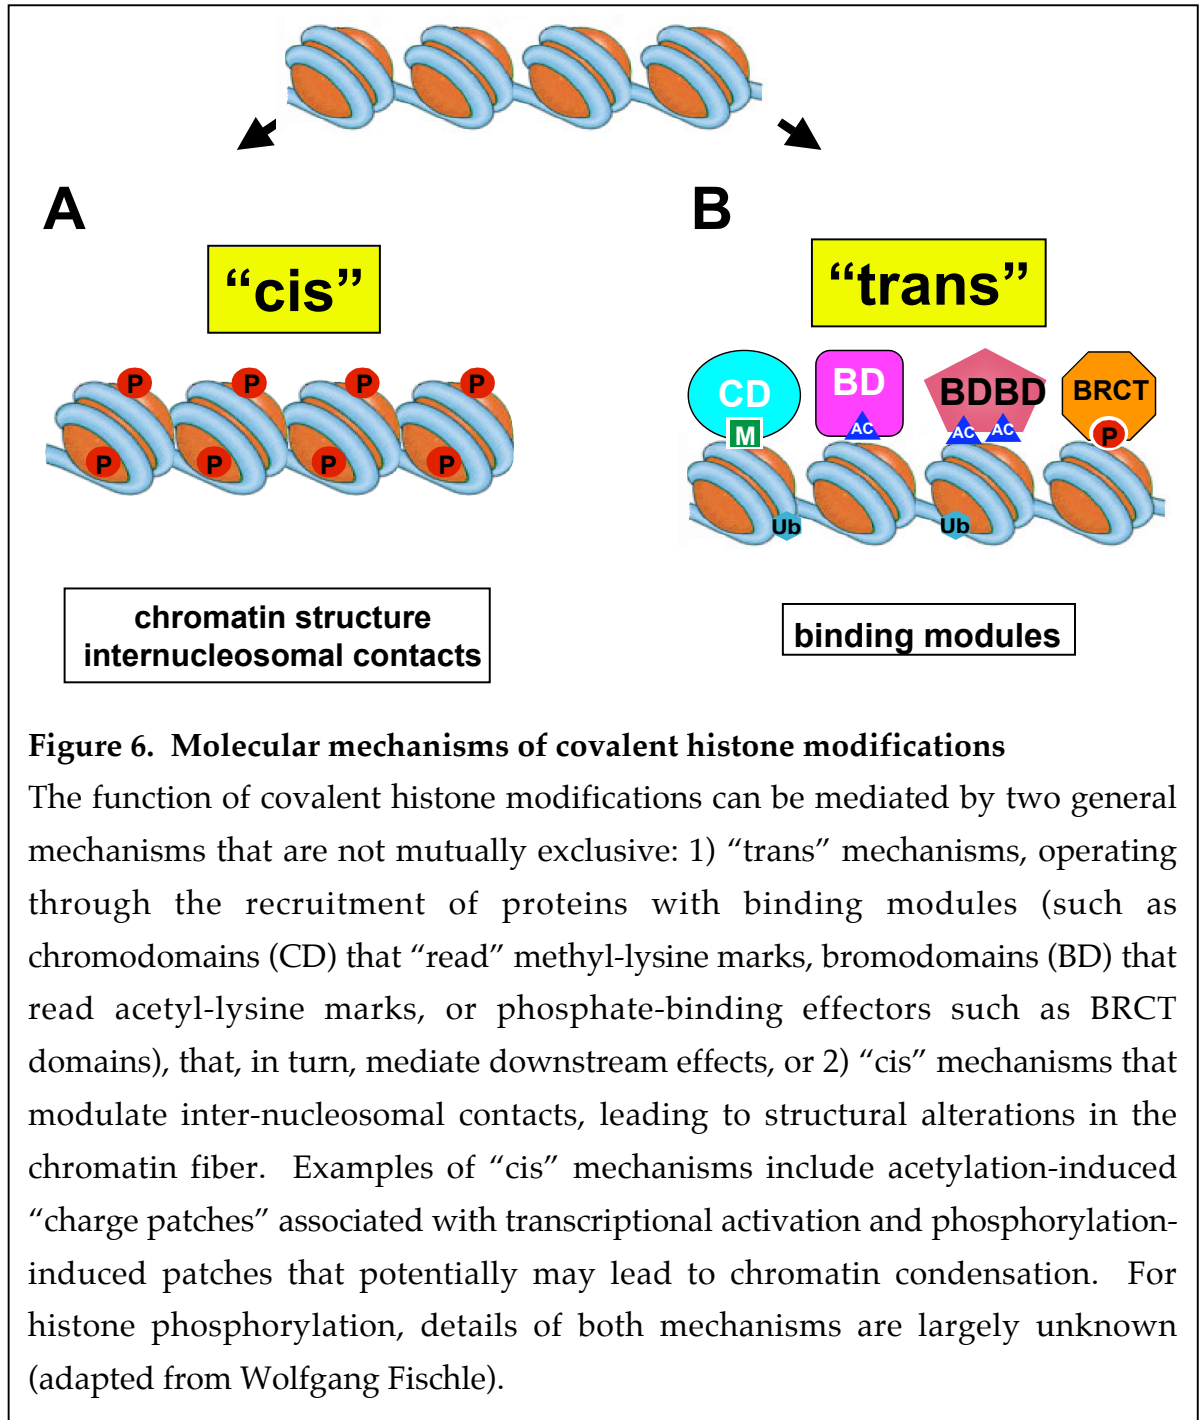 A
B
“cis”
“trans”
P
P
P
P
P
P
P
P
CD
BD
BDBD
BRCT
M
AC
AC
AC
P
Ub
Ub
chromatin structure
internucleosomal contacts
binding modules
Figure 6.  Molecular mechanisms of covalent histone modifications
The function of covalent histone modifications can be mediated by two general
mechanisms that are not mutually exclusive: 1) “trans” mechanisms, operating
through the recruitment of proteins with binding modules (such as
chromodomains (CD) that “read” methyl-lysine marks, bromodomains (BD) that
read acetyl-lysine marks, or phosphate-binding effectors such as BRCT
domains), that, in turn, mediate downstream effects, or 2) “cis” mechanisms that
modulate inter-nucleosomal contacts, leading to structural alterations in the
chromatin fiber.  Examples of “cis” mechanisms include acetylation-induced
“charge patches” associated with transcriptional activation and phosphorylation-
induced patches that potentially may lead to chromatin condensation.  For
histone phosphorylation, details of both mechanisms are largely unknown
(adapted from Wolfgang Fischle).